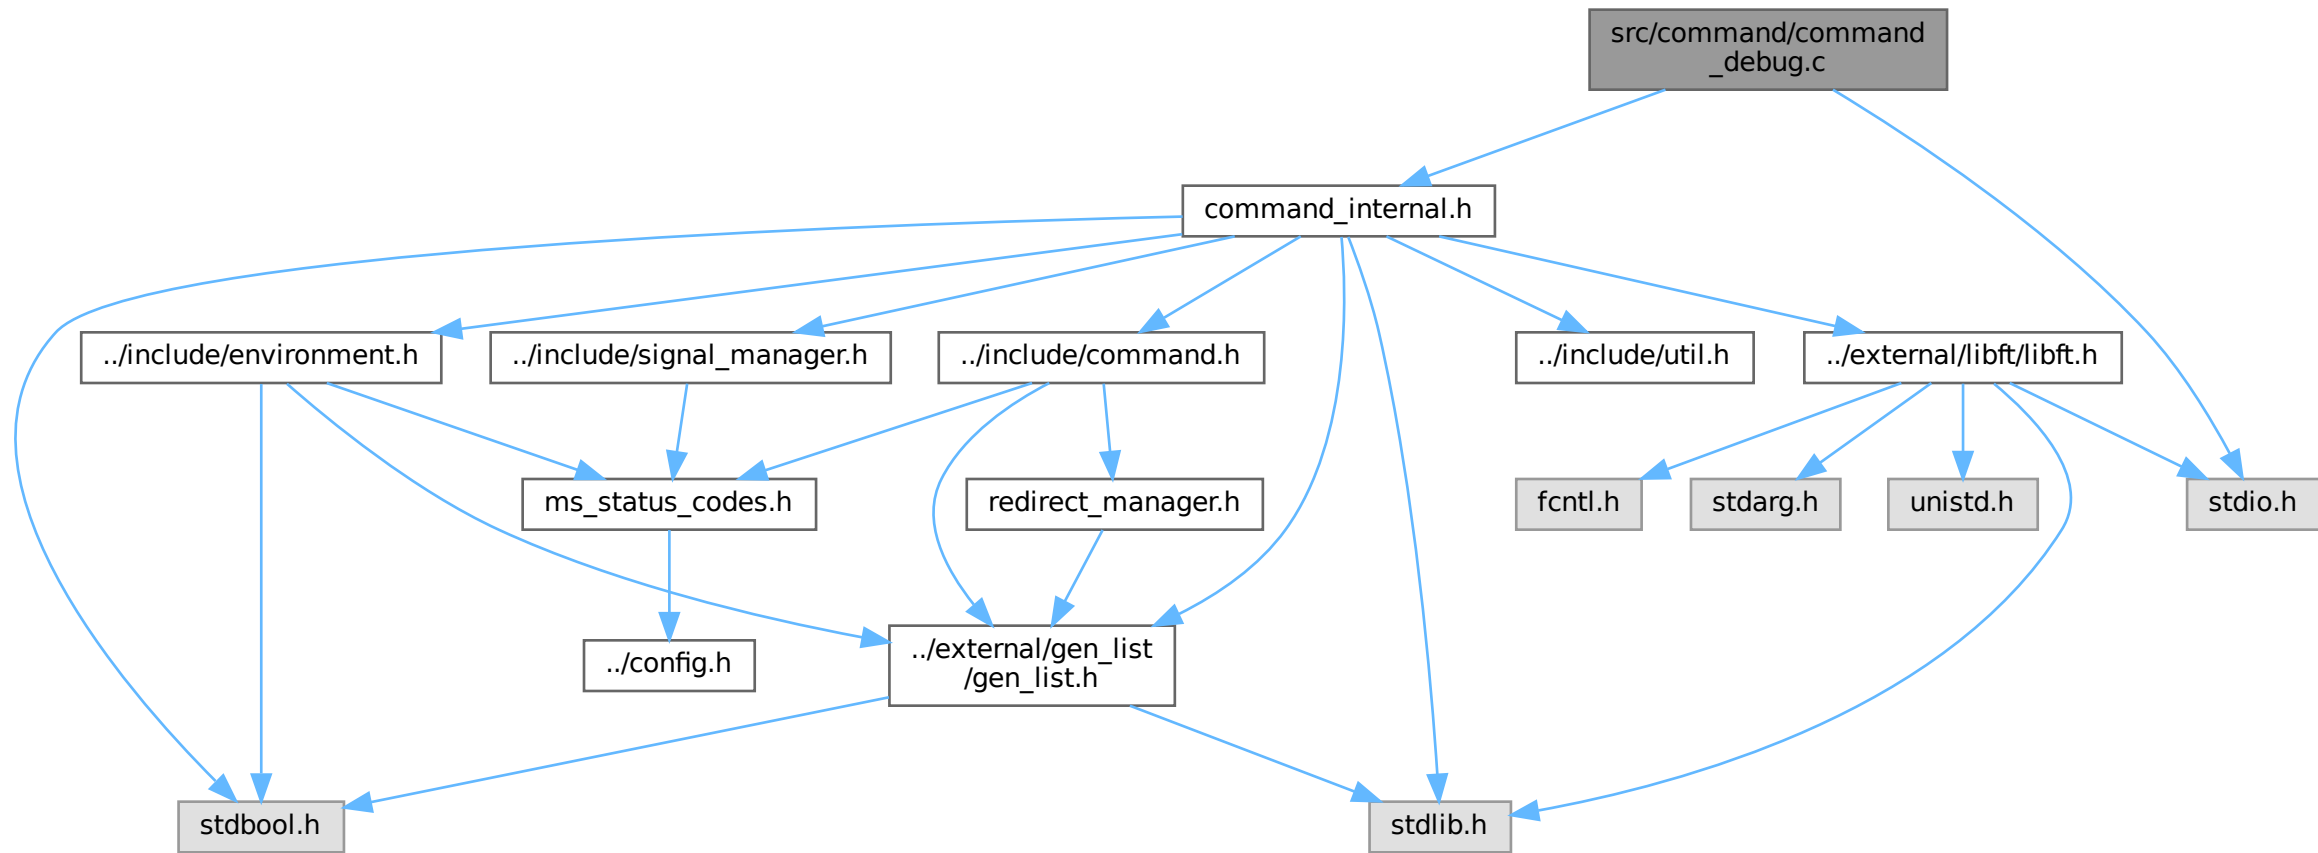 src/command/command
_debug.c
command_internal.h
../include/environment.h
../include/signal_manager.h
../include/command.h
../include/util.h
../external/libft/libft.h
ms_status_codes.h
redirect_manager.h
fcntl.h
stdarg.h
unistd.h
stdio.h
../config.h
../external/gen_list
/gen_list.h
stdbool.h
stdlib.h